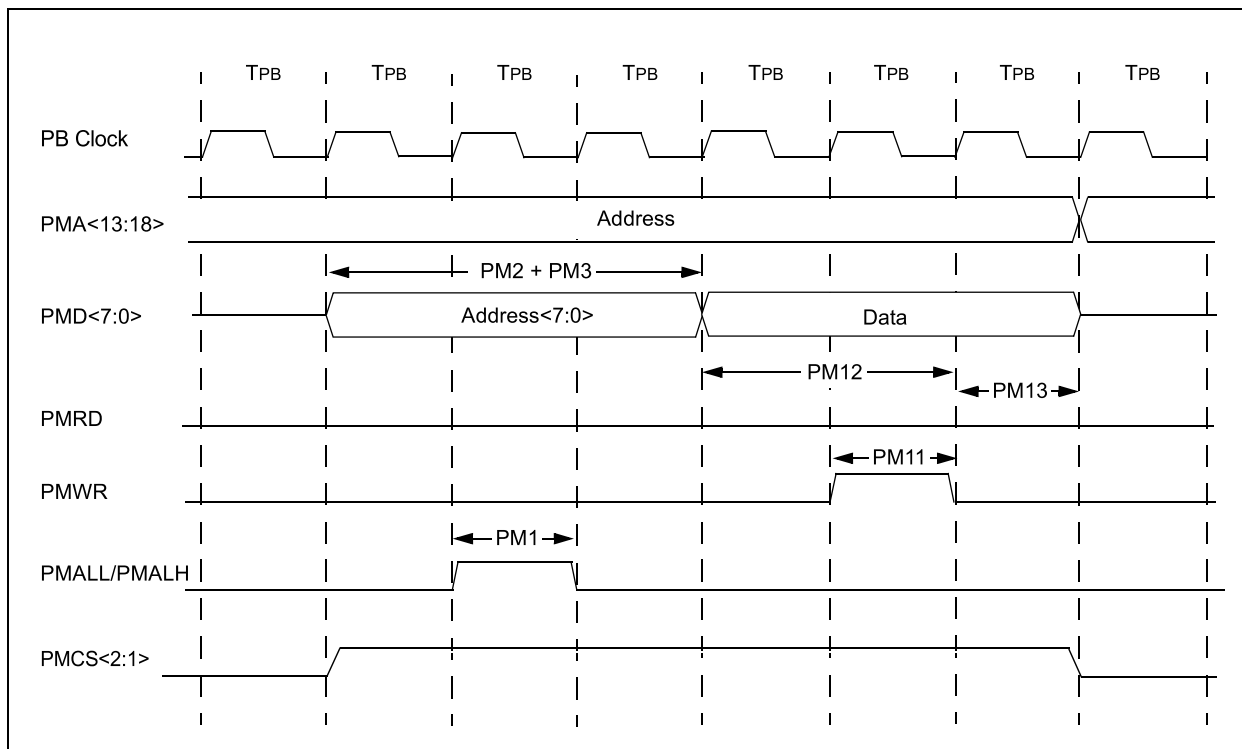 TPB TPB TPB TPB TPB TPB TPB TPB
PB Clock
PMA<13:18>
Address
PM2 + PM3
PMD<7:0>
Address<7:0>
Data
PM12
PM13
PMRD
PM11
PMWR
PM1
PMALL/PMALH
PMCS<2:1>